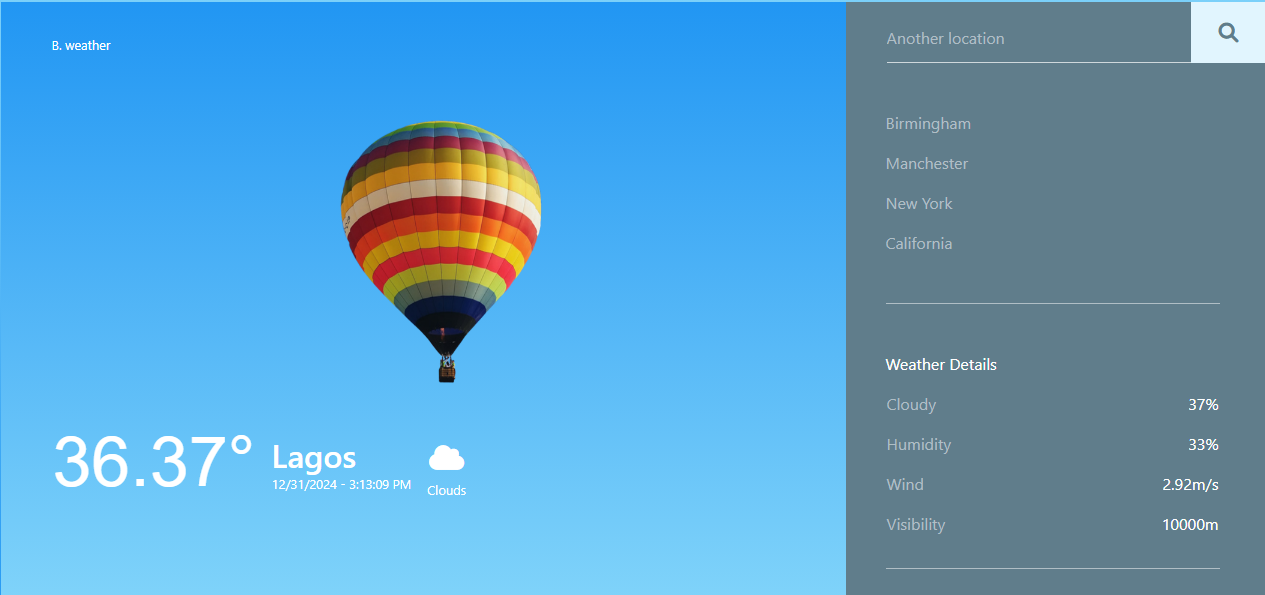 B. weather
36.37°
Lagos
12/31/2024 - 3:13:09 PM
Clouds
Another location
Birmingham
Manchester
New York
California
Weather Details
Cloudy 37%
Humidity 33%
Wind 2.92m/s
Visibility 10000m